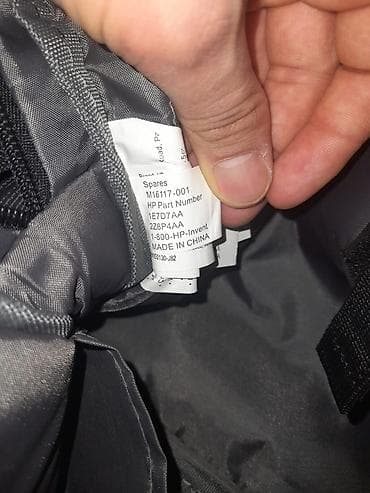 Spares
M16117-001
HP Part Number
1E7D7AA
2Z8P4AA
1-800-HP-Invent
MADE IN CHINA